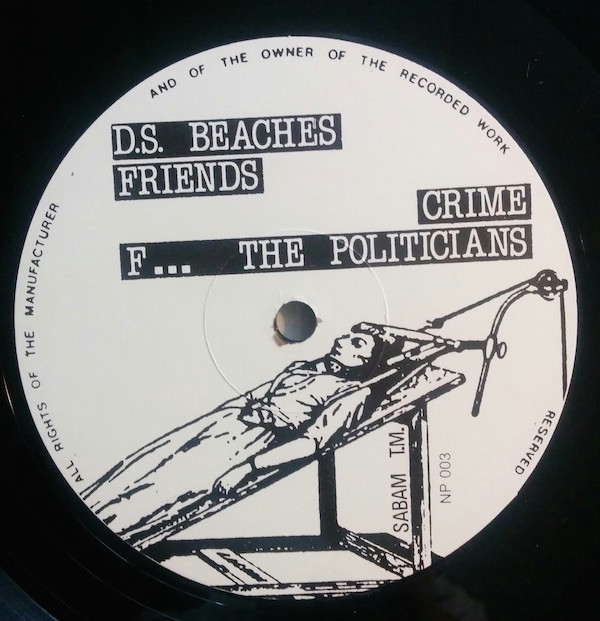 ALL RIGHTS OF THE MANUFACTURER AND OF THE OWNER OF THE RECORDED WORK RESERVED
D.S. BEACHES
FRIENDS
CRIME
F... THE POLITICIANS
SABAM T.M.
NP 003